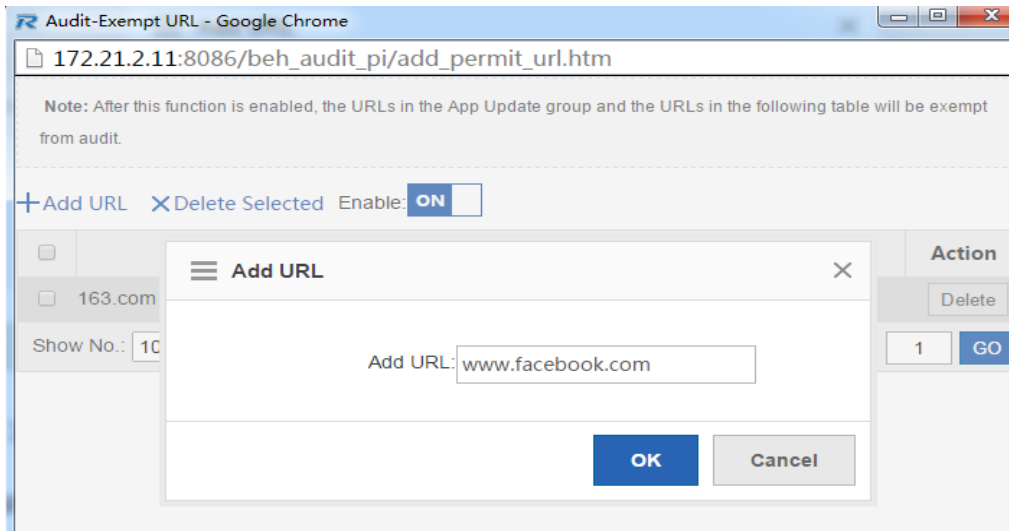 Audit-Exempt URL - Google Chrome
172.21.2.11:8086/beh_audit_pi/add_permit_url.htm
Note: After this function is enabled, the URLs in the App Update group and the URLs in the following table will be exempt
from audit.
Add URL Delete Selected Enable: ON
Action
Add URL
163.com Delete
Show No.: 10 1 GO
Add URL: www.facebook.com
OK Cancel